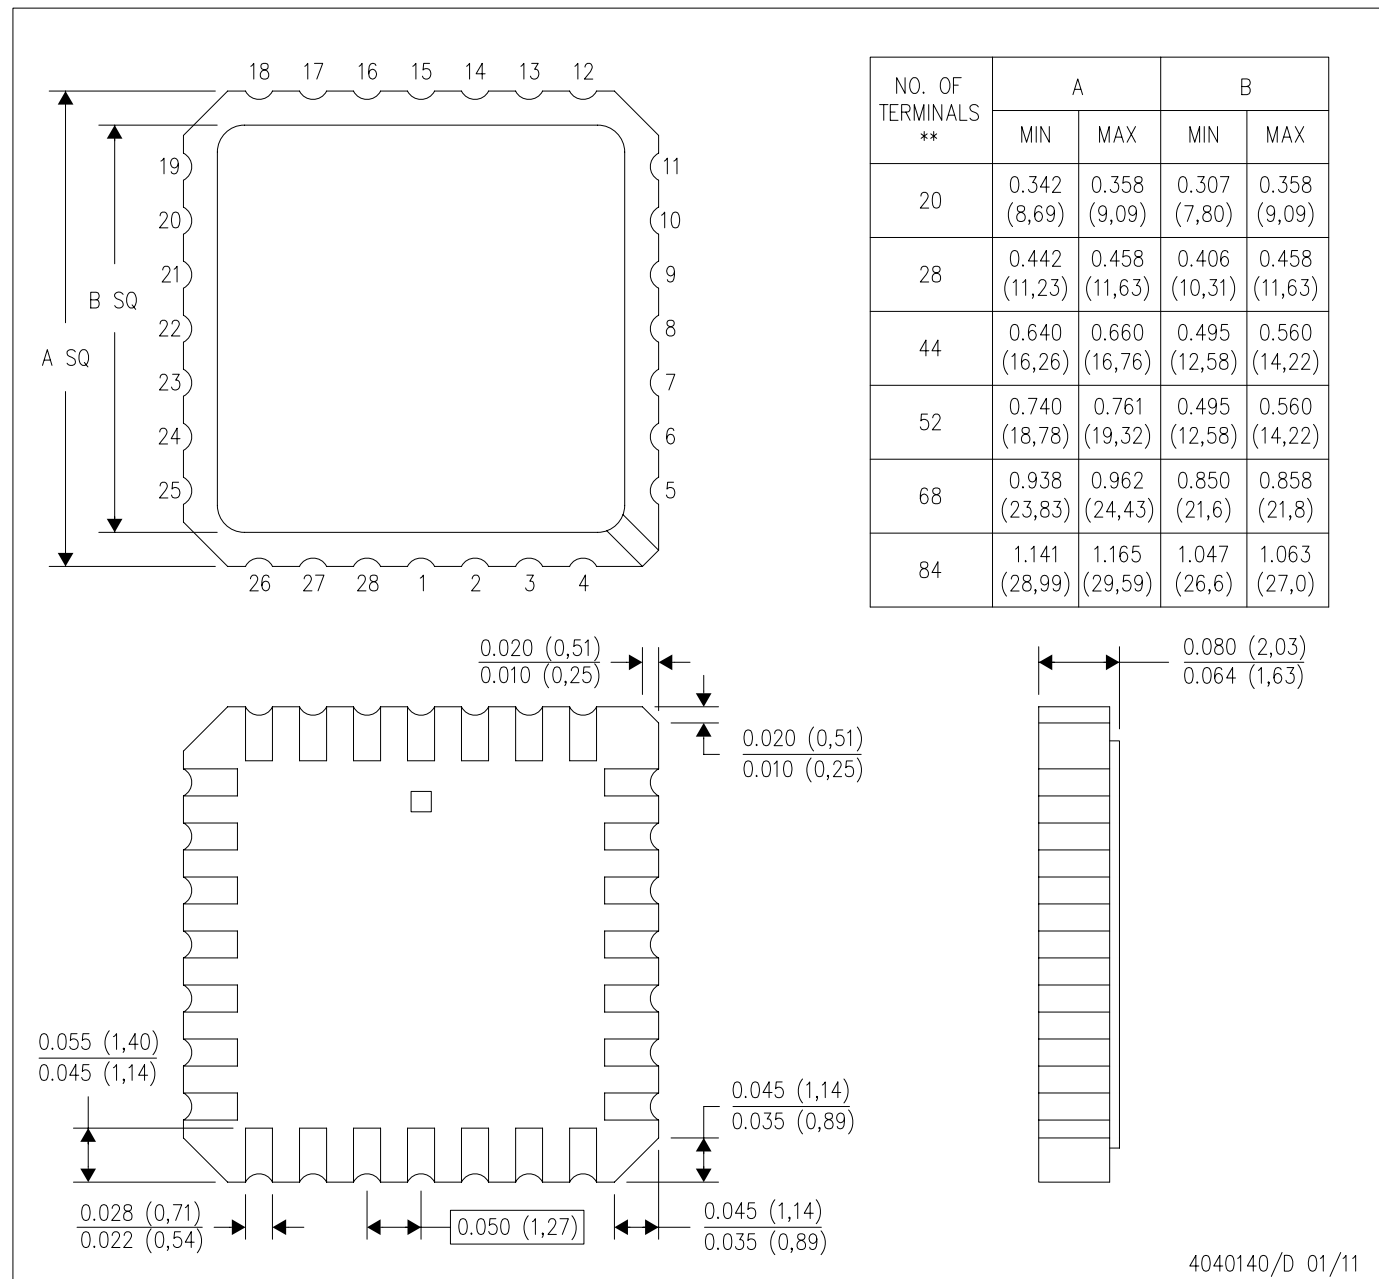 18 17 16 15 14 13 12
19 11
20 10
21 9
22 8
23 7
24 6
25 5
26 27 28 1 2 3 4
B SQ
A SQ
NO. OF TERMINALS ** A B
MIN MAX MIN MAX
20 0.342 (8,69) 0.358 (9,09) 0.307 (7,80) 0.358 (9,09)
28 0.442 (11,23) 0.458 (11,63) 0.406 (10,31) 0.458 (11,63)
44 0.640 (16,26) 0.660 (16,76) 0.495 (12,58) 0.560 (14,22)
52 0.740 (18,78) 0.761 (19,32) 0.495 (12,58) 0.560 (14,22)
68 0.938 (23,83) 0.962 (24,43) 0.850 (21,6) 0.858 (21,8)
84 1.141 (28,99) 1.165 (29,59) 1.047 (26,6) 1.063 (27,0)
0.020 (0,51)
0.010 (0,25)
0.020 (0,51)
0.010 (0,25)
0.080 (2,03)
0.064 (1,63)
0.055 (1,40)
0.045 (1,14)
0.045 (1,14)
0.035 (0,89)
0.028 (0,71)
0.022 (0,54)
0.050 (1,27)
0.045 (1,14)
0.035 (0,89)
4040140/D 01/11